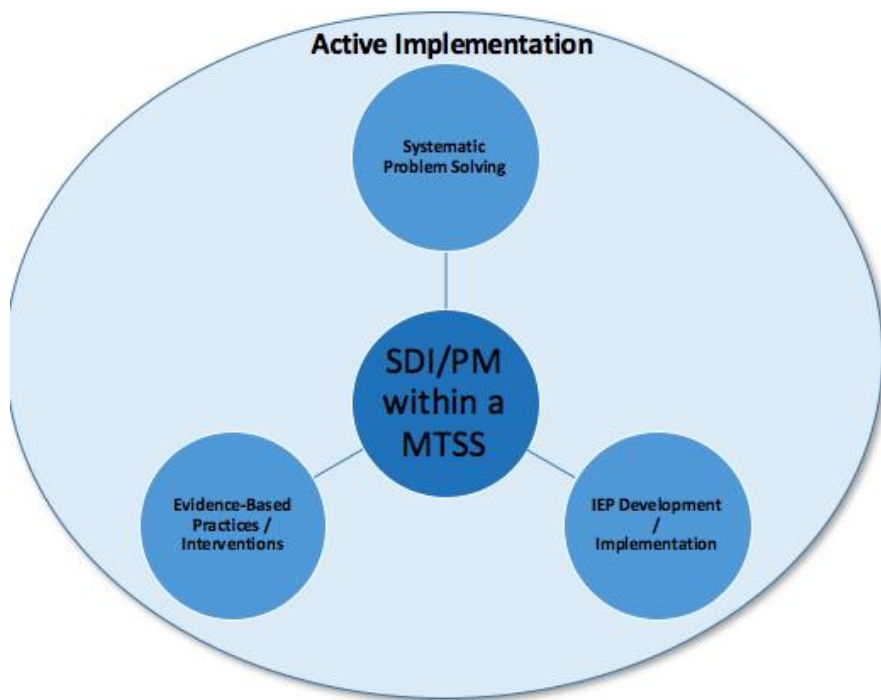 Active Implementation
Systematic
Problem Solving
SDI/PM
within a
MTSS
Evidence-Based
Practices /
Interventions
IEP Development
/
Implementation